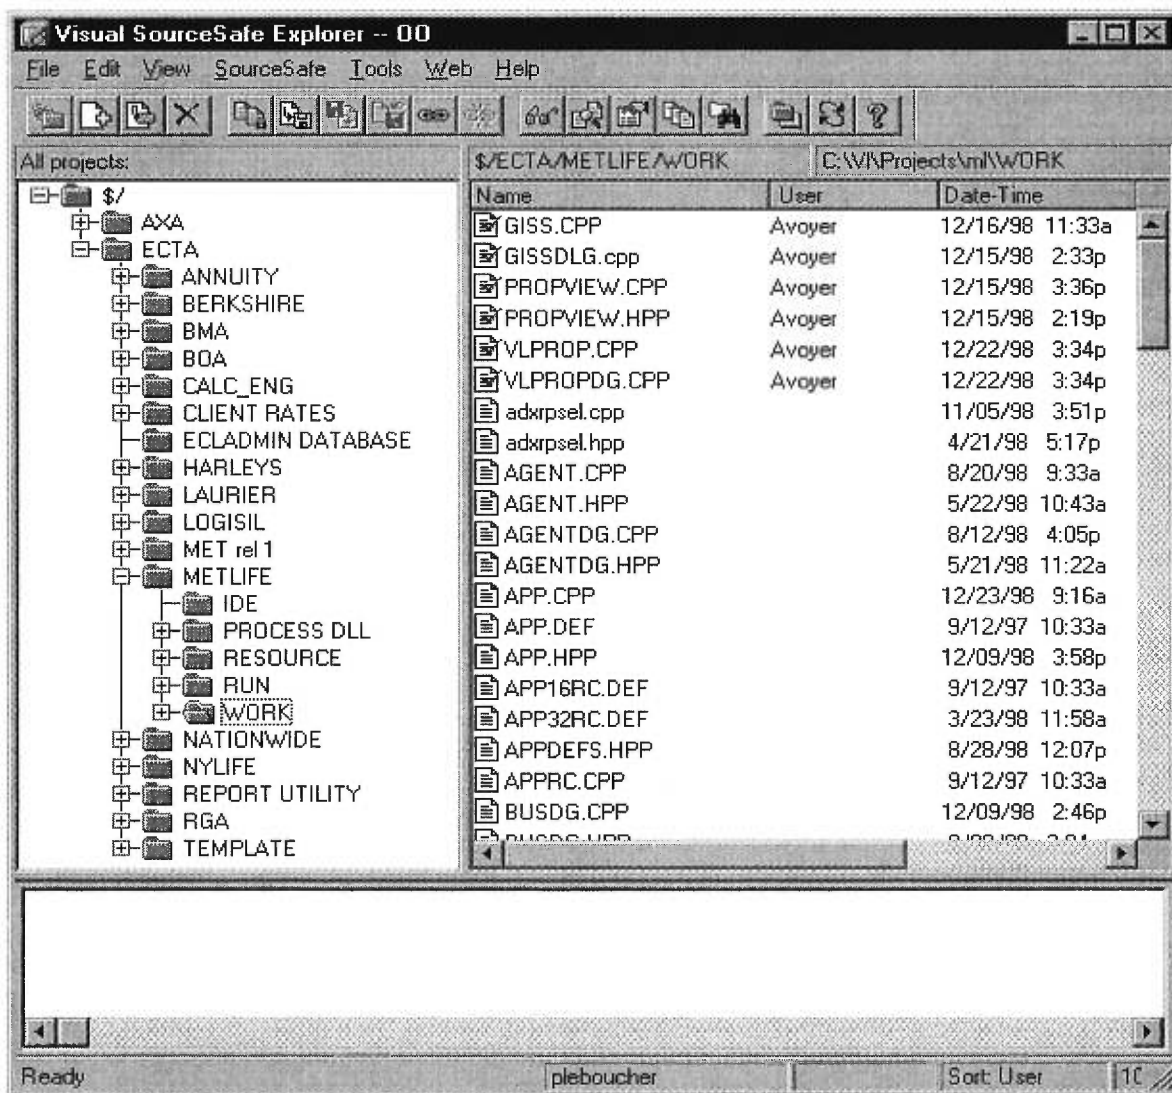 Visual SourceSafe Explorer -- OO
File Edit View SourceSafe Tools Web Help
All projects:
$/
AXA
ECTA
ANNUITY
BERKSHIRE
BMA
BOA
CALC_ENG
CLIENT RATES
ECLADMIN DATABASE
HARLEYS
LAURIER
LOGISIL
MET rel 1
METLIFE
IDE
PROCESS DLL
RESOURCE
RUN
WORK
NATIONWIDE
NYLIFE
REPORT UTILITY
RGA
TEMPLATE
$/ECTA/METLIFE/WORK C:\VI\Projects\ml\WORK
Name User Date-Time
GISS.CPP Avoyer 12/16/98 11:33a
GISSDLG.cpp Avoyer 12/15/98 2:33p
PROPVIEW.CPP Avoyer 12/15/98 3:36p
PROPVIEW.HPP Avoyer 12/15/98 2:19p
VLPROP.CPP Avoyer 12/22/98 3:34p
VLPROPDG.CPP Avoyer 12/22/98 3:34p
adxrpsel.cpp 11/05/98 3:51p
adxrpsel.hpp 4/21/98 5:17p
AGENT.CPP 8/20/98 9:33a
AGENT.HPP 5/22/98 10:43a
AGENTDG.CPP 8/12/98 4:05p
AGENTDG.HPP 5/21/98 11:22a
APP.CPP 12/23/98 9:16a
APP.DEF 9/12/97 10:33a
APP.HPP 12/09/98 3:58p
APP16RC.DEF 9/12/97 10:33a
APP32RC.DEF 3/23/98 11:58a
APPDEFS.HPP 8/28/98 12:07p
APPRC.CPP 9/12/97 10:33a
BUSDG.CPP 12/09/98 2:46p
BUSDG.HPP
Ready pleboucher Sort: User